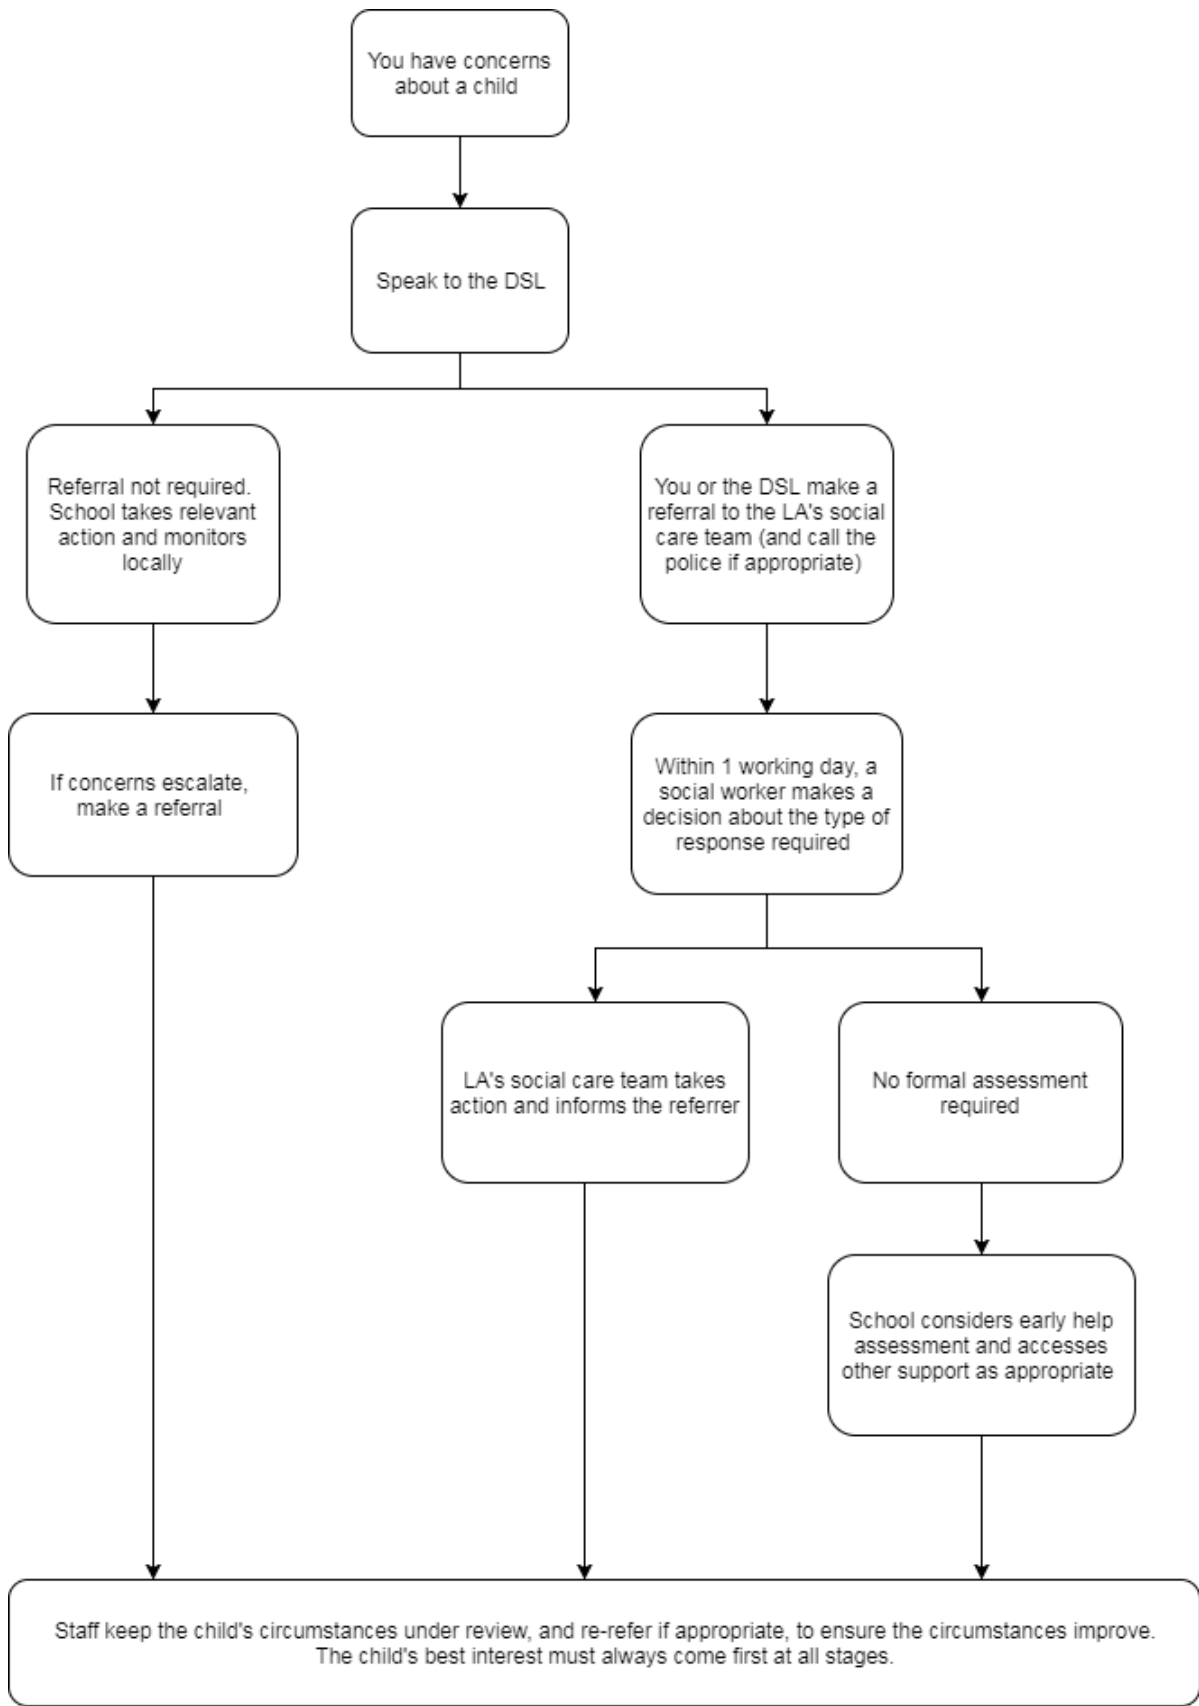 You have concerns
about a child
Speak to the DSL
Referral not required.
School takes relevant
action and monitors
locally
You or the DSL make a
referral to the LA's social
care team (and call the
police if appropriate)
If concerns escalate,
make a referral
Within 1 working day, a
social worker makes a
decision about the type of
response required
LA's social care team takes
action and informs the referrer
No formal assessment
required
School considers early help
assessment and accesses
other support as appropriate
Staff keep the child's circumstances under review, and re-refer if appropriate, to ensure the circumstances improve.
The child's best interest must always come first at all stages.